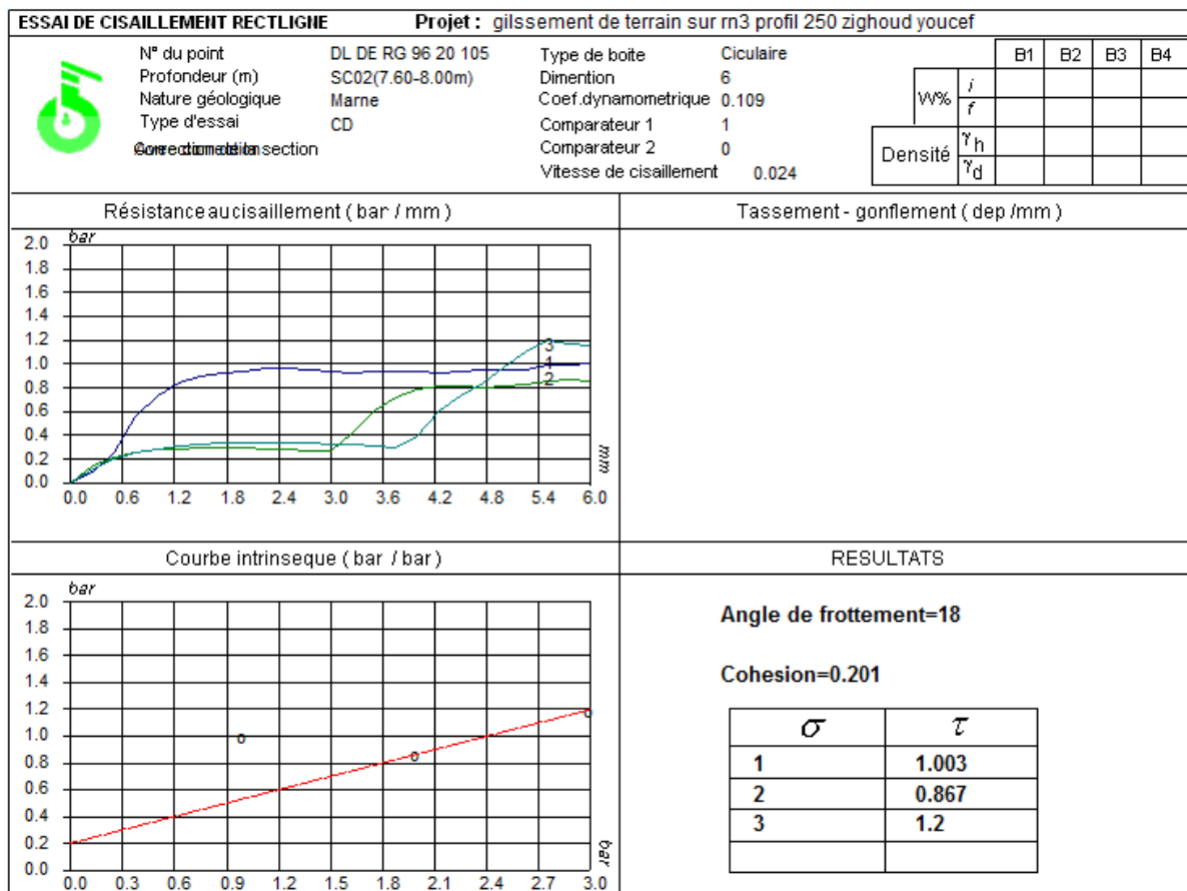 ESSAI DE CISAILLEMENT RECTLIGNE Projet : gilssement de terrain sur rn3 profil 250 zighoud youcef
N° du point DL DE RG 96 20 105 Type de boite Ciculaire B1 B2 B3 B4
Profondeur (m) SC02(7.60-8.00m) Dimention 6
Nature géologique Marne Coef.dynamometrique 0.109 W% i
f
Type d'essai CD Comparateur 1 1
Comparateur 2 0 Densité γh
section
Vitesse de cisaillement 0.024 γd
Résistance au cisaillement ( bar / mm )
Tassement - gonflement ( dep /mm )
bar
2.0
1.8
1.6
1.4
1.2
1.0
0.8
0.6
0.4
0.2
0.0
3
1
2
mm
0.0 0.6 1.2 1.8 2.4 3.0 3.6 4.2 4.8 5.4 6.0
Courbe intrinseque ( bar / bar )
RESULTATS
bar
2.0
1.8
1.6
1.4
1.2
1.0
0.8
0.6
0.4
0.2
0.0
bar
0.0 0.3 0.6 0.9 1.2 1.5 1.8 2.1 2.4 2.7 3.0
Angle de frottement=18
Cohesion=0.201
σ τ
1 1.003
2 0.867
3 1.2